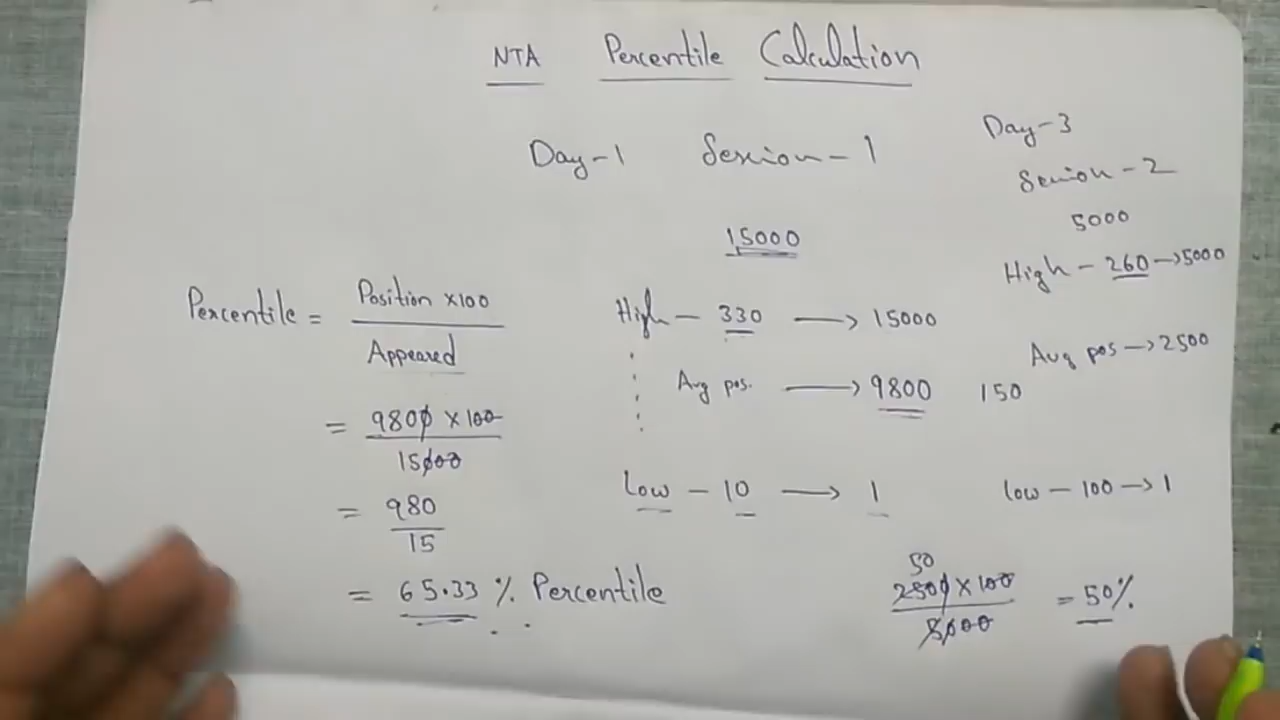 NTA Percentile Calculation
Day-1 Session-1
15000
Percentile = Position ×100 / Appeared
= 9800 × 100 / 15000
= 980 / 15
= 65.33 % Percentile
High - 330 → 15000
Avg pos. → 9800 150
Low - 10 → 1
Day-3
Session-2
5000
High - 260 → 5000
Avg pos → 2500
low - 100 → 1
50
2500 × 100 / 5000 = 50%